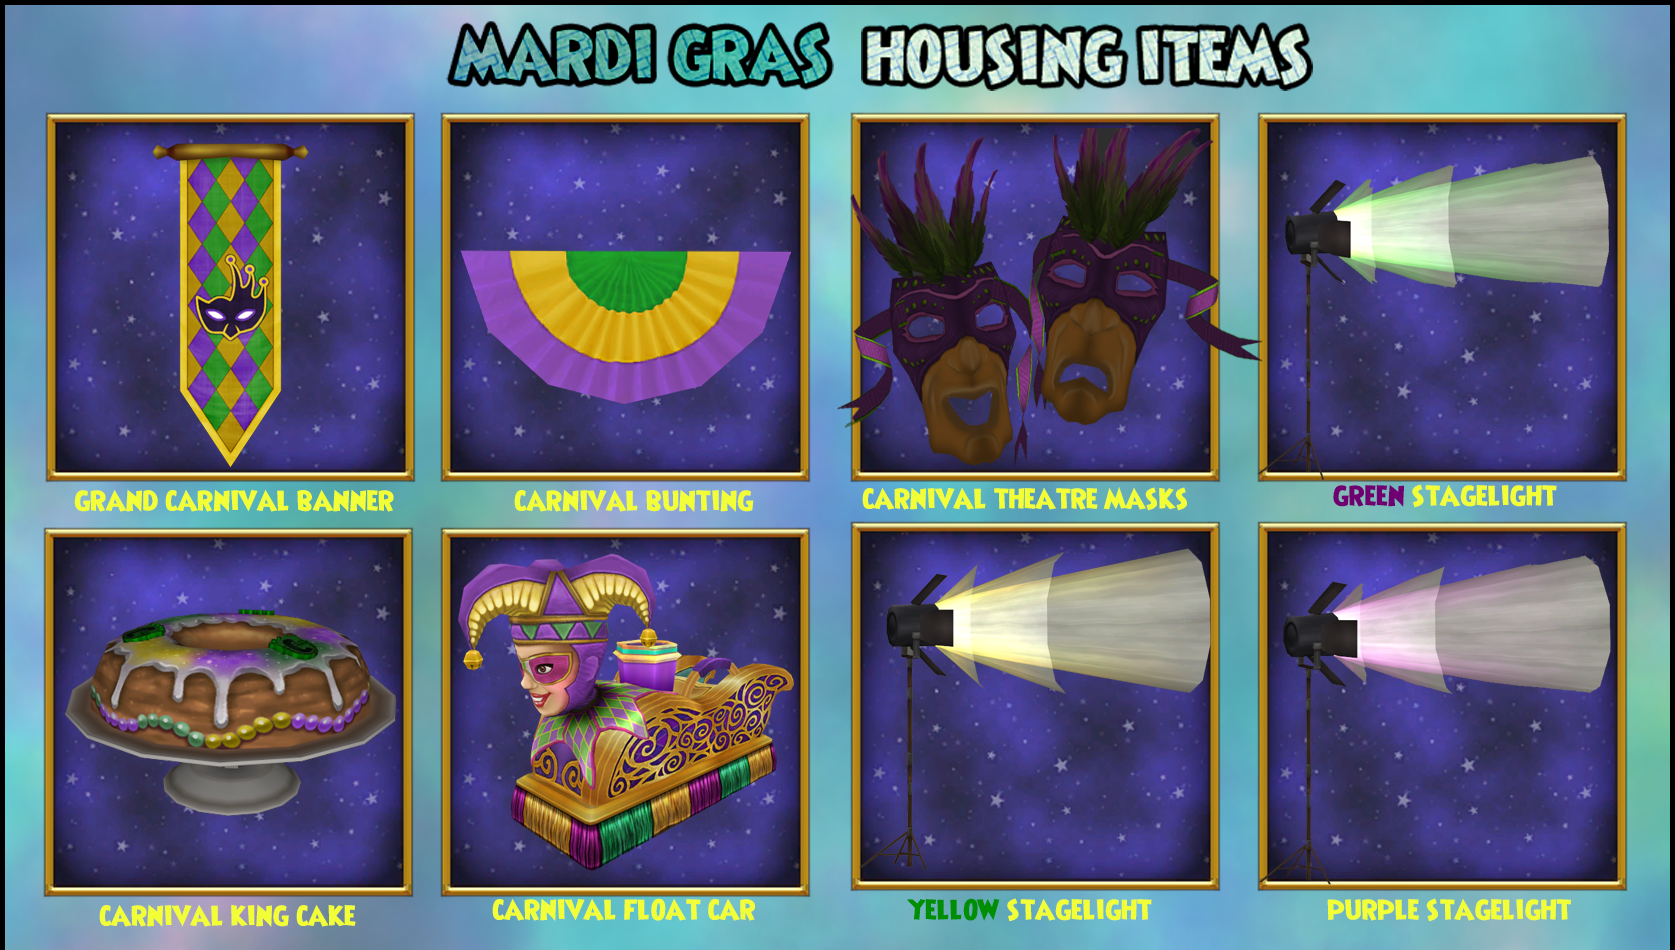 MARDI GRAS HOUSING ITEMS
GRAND CARNIVAL BANNER
CARNIVAL BUNTING
CARNIVAL THEATRE MASKS
GREEN STAGELIGHT
CARNIVAL KING CAKE
CARNIVAL FLOAT CAR
YELLOW STAGELIGHT
PURPLE STAGELIGHT